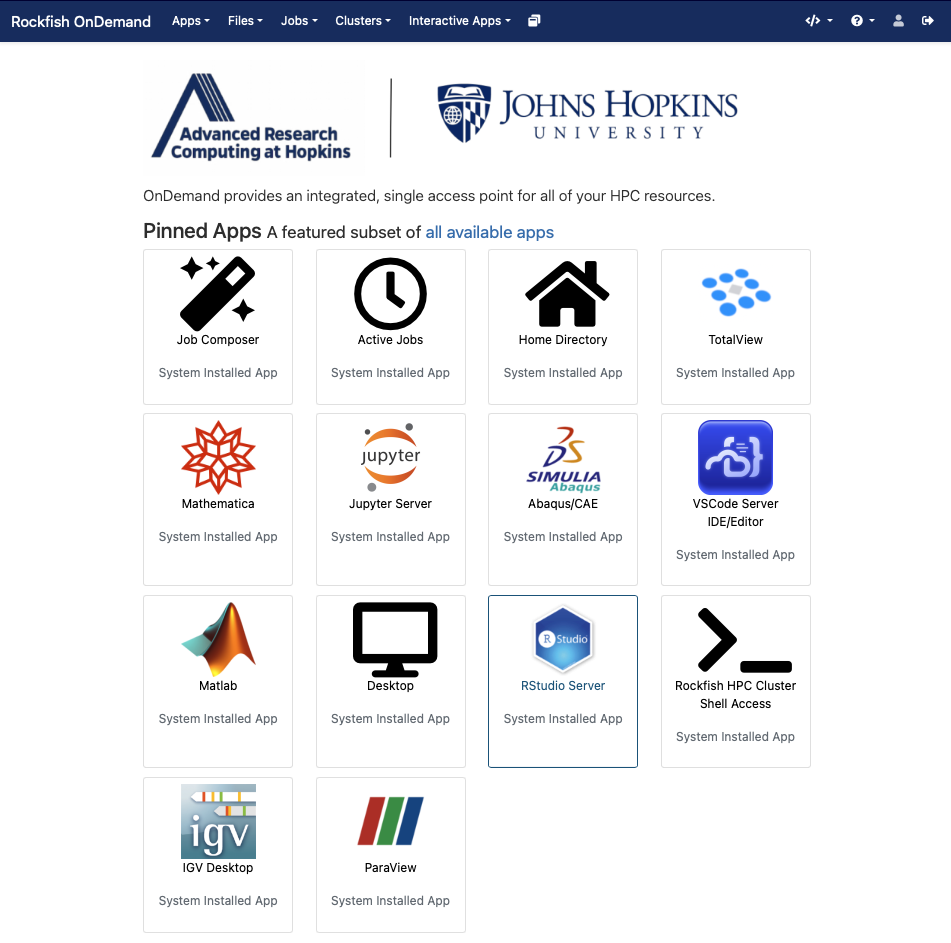 Rockfish OnDemand Apps Files Jobs Clusters Interactive Apps
Advanced Research
Computing at Hopkins
JOHNS HOPKINS
UNIVERSITY
OnDemand provides an integrated, single access point for all of your HPC resources.
Pinned Apps A featured subset of all available apps
Job Composer
System Installed App
Active Jobs
System Installed App
Home Directory
System Installed App
TotalView
System Installed App
Mathematica
System Installed App
jupyter
Jupyter Server
System Installed App
SIMULIA
Abaqus
Abaqus/CAE
System Installed App
VSCode Server
IDE/Editor
System Installed App
Matlab
System Installed App
Desktop
System Installed App
R Studio
RStudio Server
System Installed App
Rockfish HPC Cluster
Shell Access
System Installed App
igv
IGV Desktop
System Installed App
ParaView
System Installed App